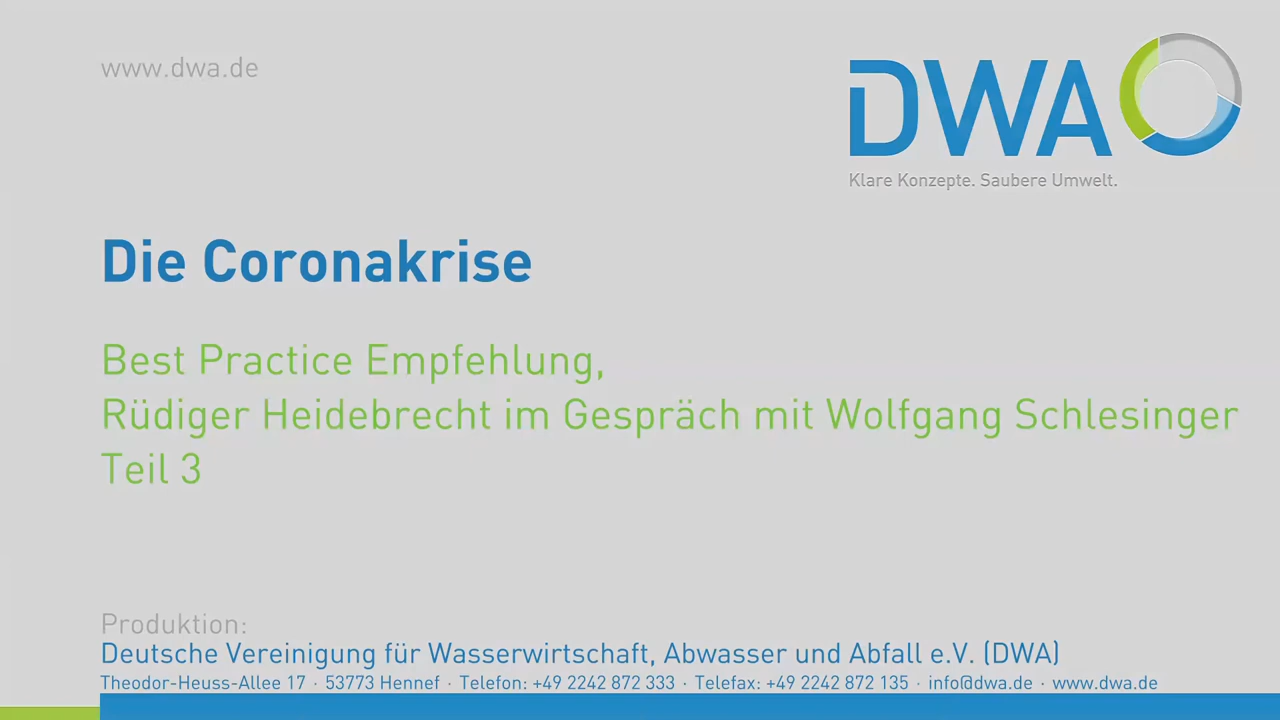 www.dwa.de
DWA
Klare Konzepte. Saubere Umwelt.
Die Coronakrise
Best Practice Empfehlung,
Rüdiger Heidebrecht im Gespräch mit Wolfgang Schlesinger
Teil 3
Produktion:
Deutsche Vereinigung für Wasserwirtschaft, Abwasser und Abfall e.V. (DWA)
Theodor-Heuss-Allee 17 · 53773 Hennef · Telefon: +49 2242 872 333 · Telefax: +49 2242 872 135 · info@dwa.de · www.dwa.de